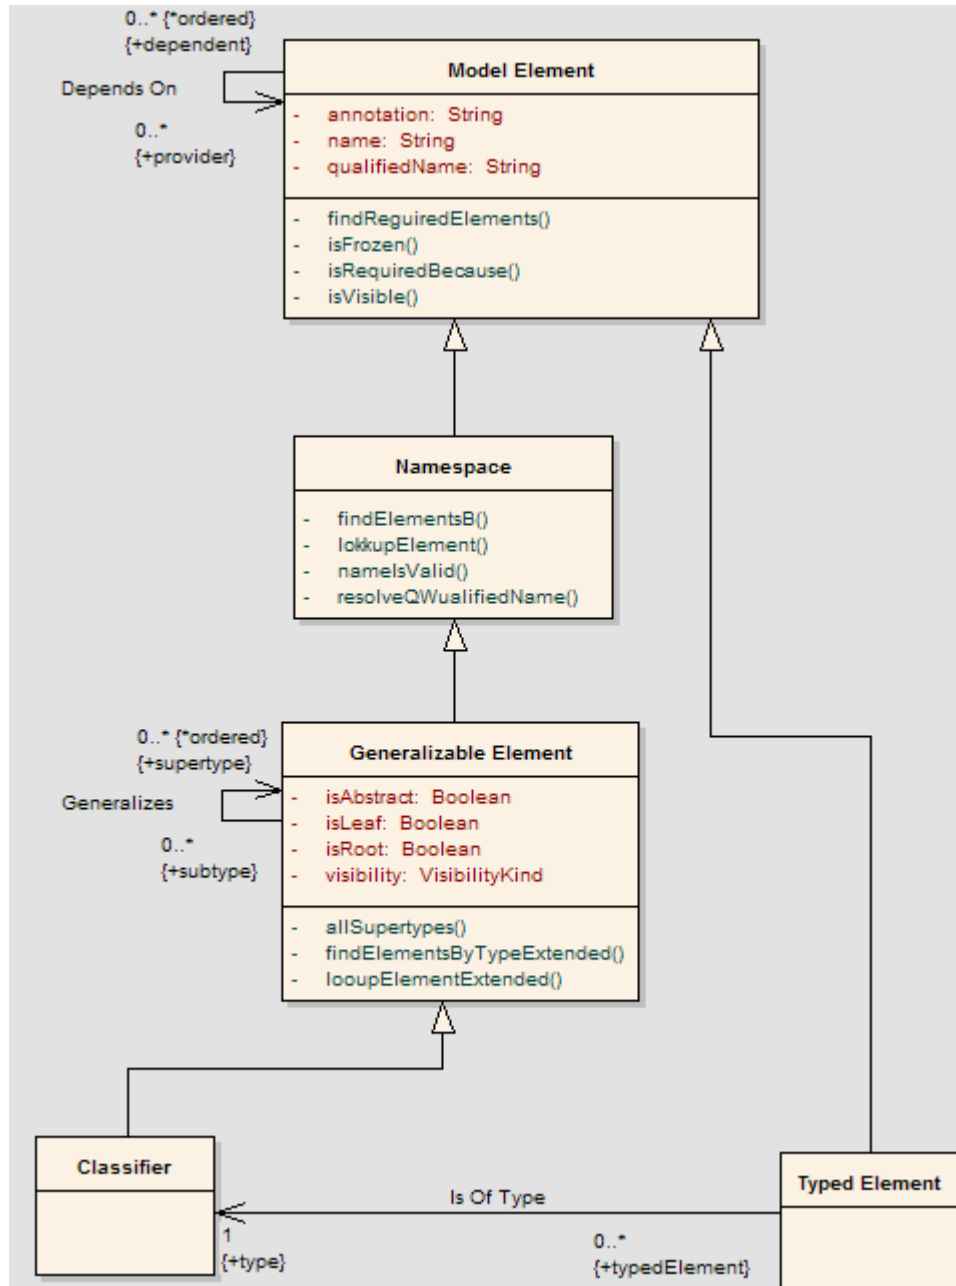 0..* {*ordered}
{+dependent}
Depends On
0..*
{+provider}
Model Element
- annotation: String
- name: String
- qualifiedName: String
- findReguiredElements()
- isFrozen()
- isRequiredBecause()
- isVisible()
Namespace
- findElementsB()
- lokkupElement()
- nameIsValid()
- resolveQWualifiedName()
0..* {*ordered}
{+supertype}
Generalizes
0..*
{+subtype}
Generalizable Element
- isAbstract: Boolean
- isLeaf: Boolean
- isRoot: Boolean
- visibility: VisibilityKind
- allSupertypes()
- findElementsByTypeExtended()
- looupElementExtended()
Classifier
Is Of Type
1
{+type}
0..*
{+typedElement}
Typed Element